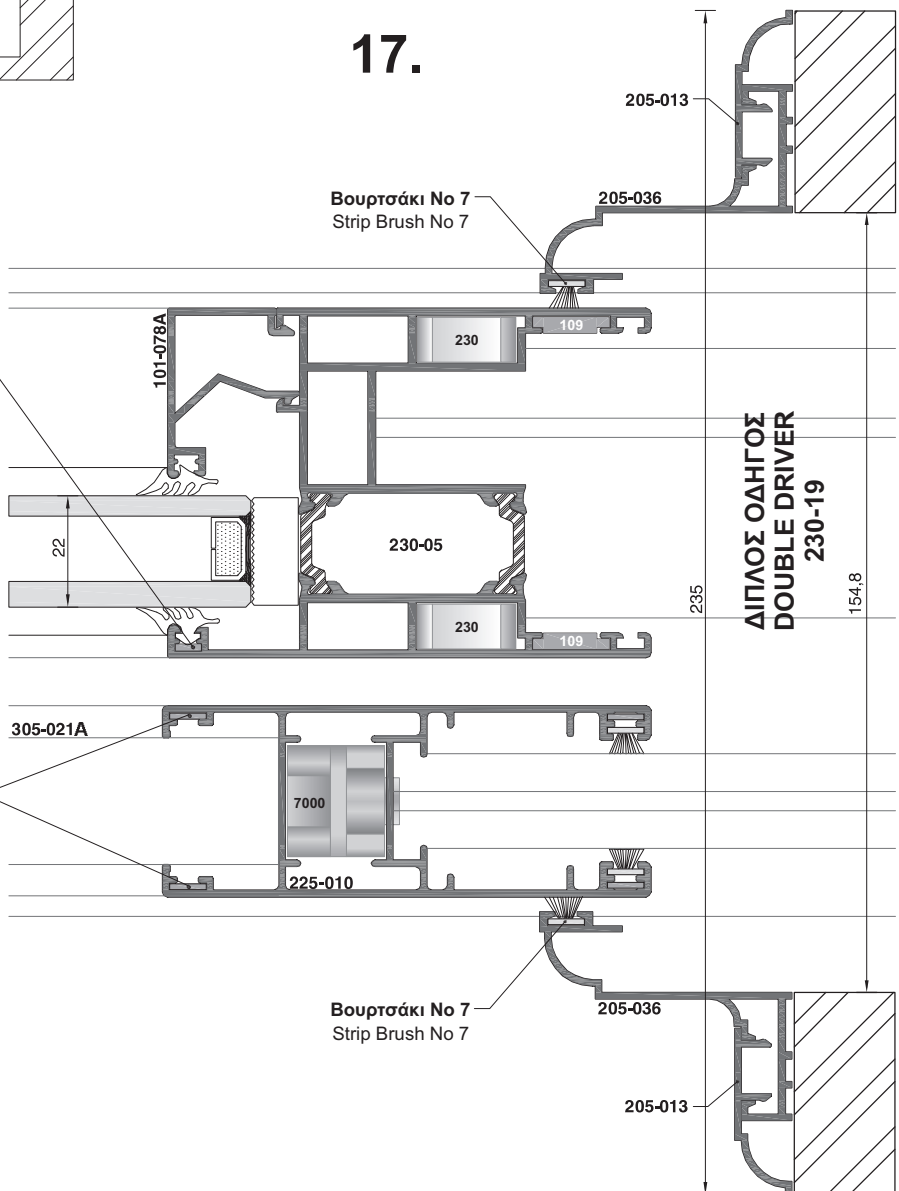 17.
205-013
Βουρτσάκι No 7
Strip Brush No 7
205-036
101-078A
230
109
22
230-05
ΔΙΠΛΟΣ ΟΔΗΓΟΣ
DOUBLE DRIVER
230-19
235
154,8
230
109
305-021A
7000
225-010
Βουρτσάκι No 7
Strip Brush No 7
205-036
205-013